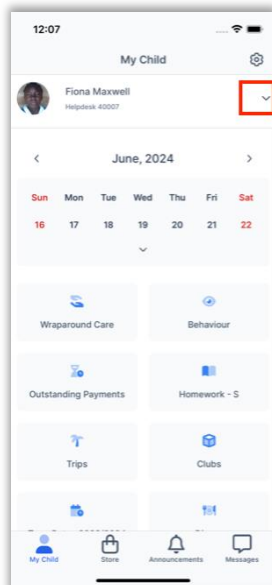 12:07
My Child
Fiona Maxwell
Helpdesk 40007
June, 2024
Sun Mon Tue Wed Thu Fri Sat
16 17 18 19 20 21 22
Wraparound Care
Behaviour
Outstanding Payments
Homework - S
Trips
Clubs
My Child
Store
Announcements
Messages